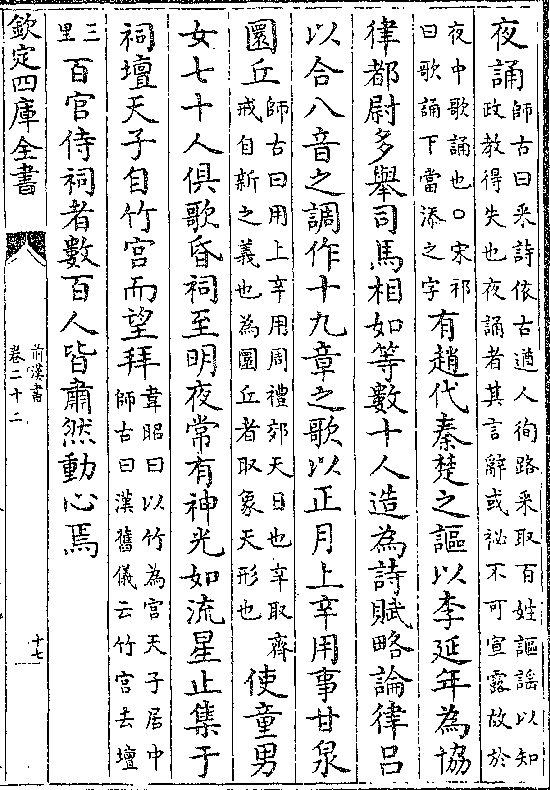 夜誦師古曰采詩依古遒人徇路采取百姓謳謡以知
政教得失也夜誦者其言辭或祕不可宣露故於
夜中歌誦也○宋祁
曰歌誦下當添之字有趙代秦楚之謳以李延年為協
律都尉多舉司馬相如等數十人造為詩賦略論律吕
以合八音之調作十九章之歌以正月上辛用事甘泉
圜丘師古曰用上辛用周禮郊天日也辛取齊
戒自新之義也為圜丘者取象天形也使童男
女七十人俱歌昏祠至明夜常有神光如流星止集于
祠壇天子自竹宮而望拜韋昭曰以竹為宮天子居中
師古曰漢舊儀云竹宮去壇
三
里百官侍祠者數百人皆肅然動心焉
欽定四庫全書
前漢書
卷二十二
十七